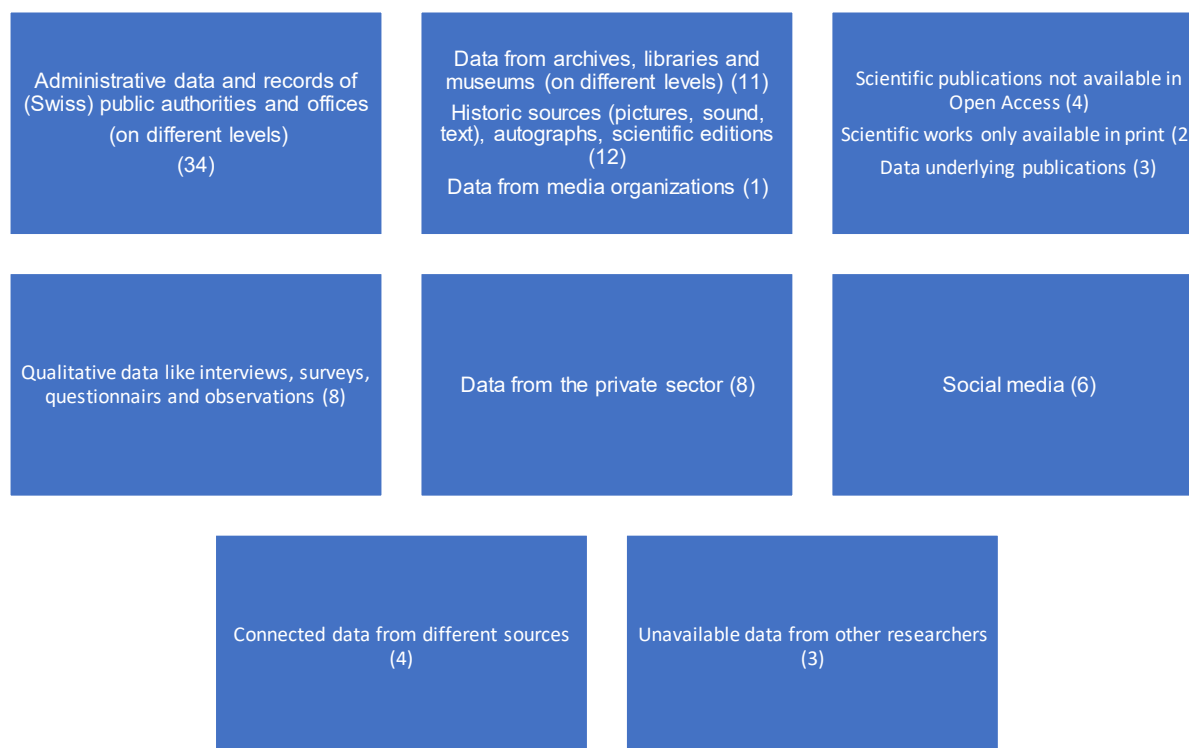 Administrative data and records of
(Swiss) public authorities and offices
(on different levels)
(34)
Data from archives, libraries and
museums (on different levels) (11)
Historic sources (pictures, sound,
text), autographs, scientific editions
(12)
Data from media organizations (1)
Scientific publications not available in
Open Access (4)
Scientific works only available in print (2
Data underlying publications (3)
Qualitative data like interviews, surveys,
questionnairs and observations (8)
Data from the private sector (8)
Social media (6)
Connected data from different sources
(4)
Unavailable data from other researchers
(3)